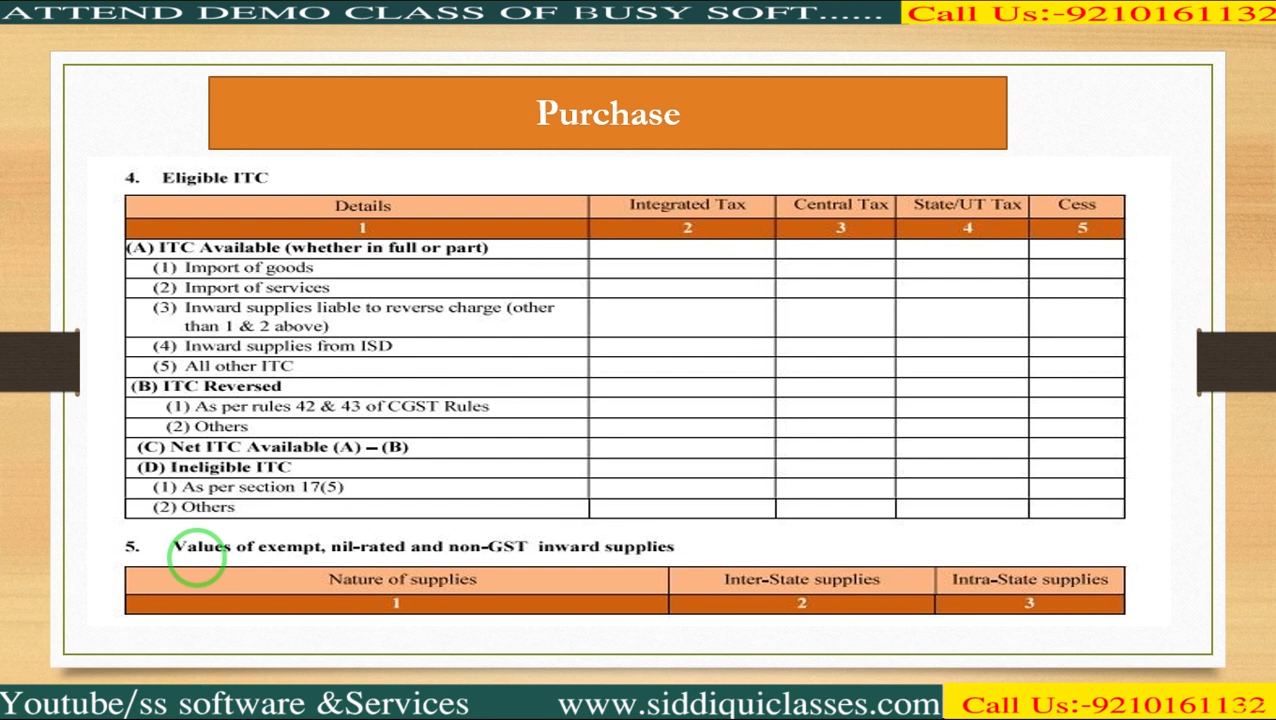 ATTEND DEMO CLASS OF BUSY SOFT...... Call Us:-9210161132
Purchase
4. Eligible ITC
Details Integrated Tax Central Tax State/UT Tax Cess
1 2 3 4 5
(A) ITC Available (whether in full or part)
(1) Import of goods
(2) Import of services
(3) Inward supplies liable to reverse charge (other
than 1 & 2 above)
(4) Inward supplies from ISD
(5) All other ITC
(B) ITC Reversed
(1) As per rules 42 & 43 of CGST Rules
(2) Others
(C) Net ITC Available (A) – (B)
(D) Ineligible ITC
(1) As per section 17(5)
(2) Others
5. Values of exempt, nil-rated and non-GST inward supplies
Nature of supplies Inter-State supplies Intra-State supplies
1 2 3
Youtube/ss software &Services www.siddiquiclasses.com Call Us:-9210161132